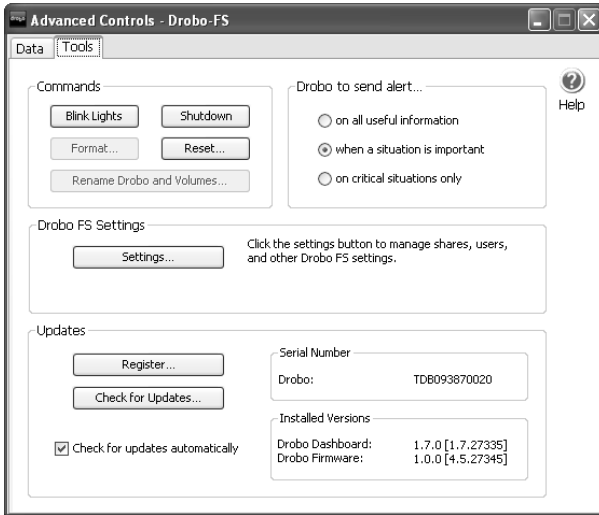 Advanced Controls - Drobo-FS
Data
Tools
Commands
Blink Lights
Shutdown
Format...
Reset...
Rename Drobo and Volumes...
Drobo to send alert...
on all useful information
when a situation is important
on critical situations only
Help
Drobo FS Settings
Settings...
Click the settings button to manage shares, users,
and other Drobo FS settings.
Updates
Register...
Check for Updates...
Check for updates automatically
Serial Number
Drobo: TDB093870020
Installed Versions
Drobo Dashboard: 1.7.0 [1.7.27335]
Drobo Firmware: 1.0.0 [4.5.27345]